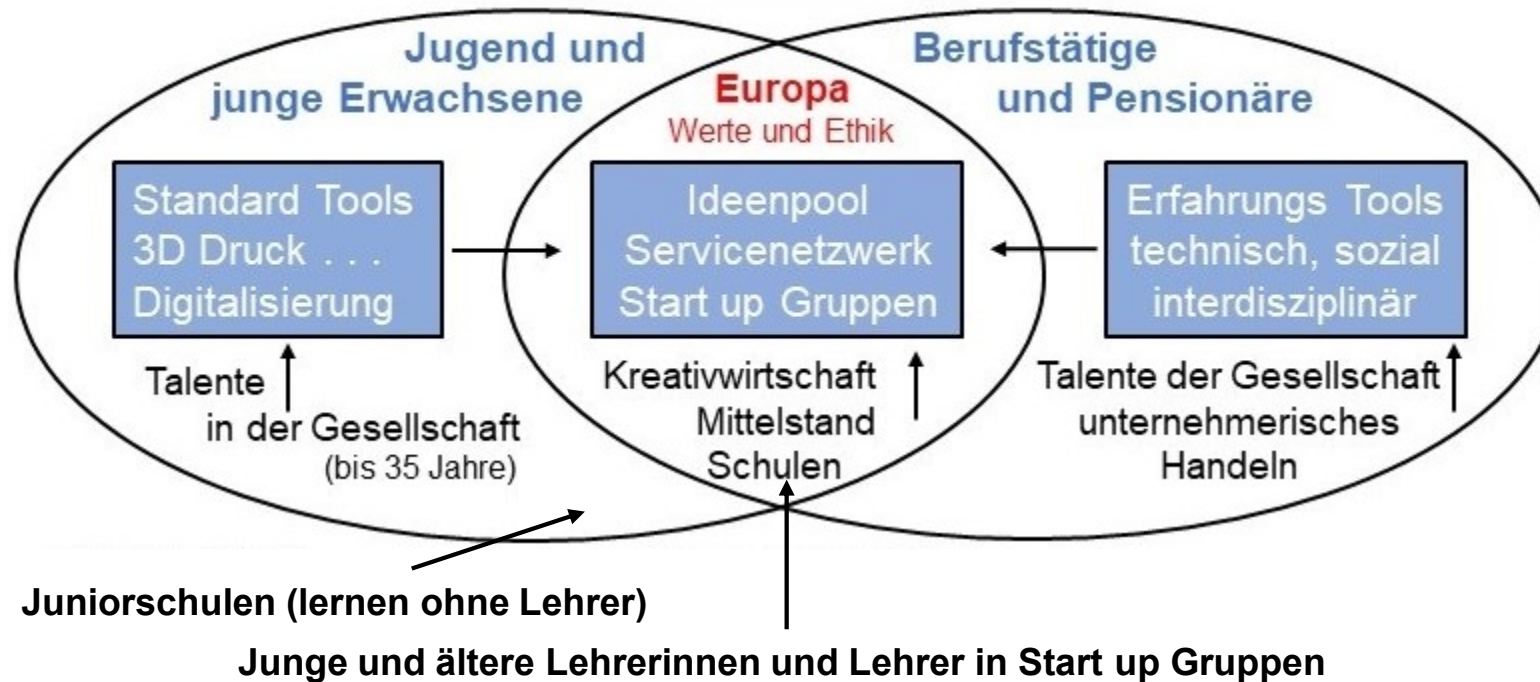 Jugend und
junge Erwachsene
Europa
Werte und Ethik
Berufstätige
und Pensionäre
Standard Tools
3D Druck . . .
Digitalisierung
Ideenpool
Servicenetzwerk
Start up Gruppen
Erfahrungs Tools
technisch, sozial
interdisziplinär
Talente
in der Gesellschaft
(bis 35 Jahre)
Kreativwirtschaft
Mittelstand
Schulen
Talente der Gesellschaft
unternehmerisches
Handeln
Juniorschulen (lernen ohne Lehrer)
Junge und ältere Lehrerinnen und Lehrer in Start up Gruppen